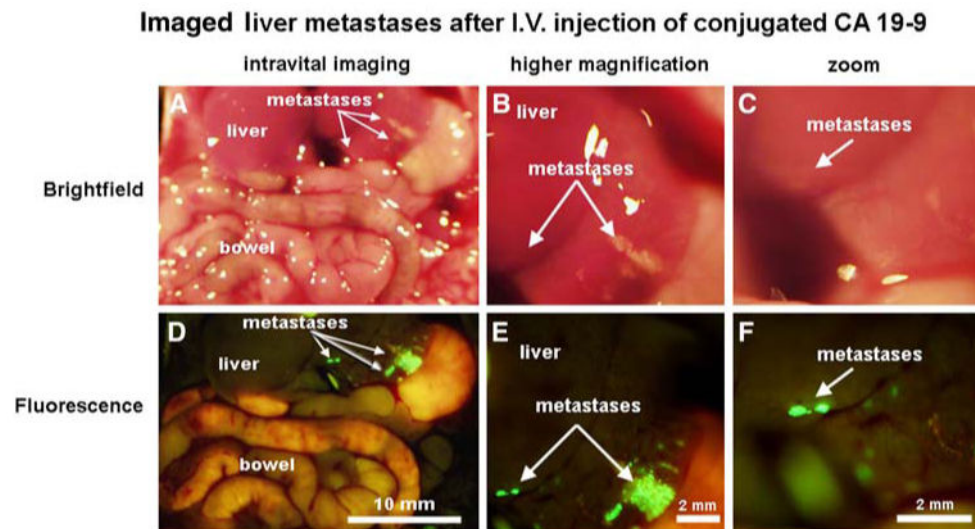 Imaged liver metastases after I.V. injection of conjugated CA 19-9
intravital imaging
higher magnification
zoom
Brightfield
A
metastases
liver
bowel
B
liver
metastases
C
metastases
Fluorescence
D
metastases
liver
bowel
10 mm
E
liver
metastases
2 mm
F
metastases
2 mm